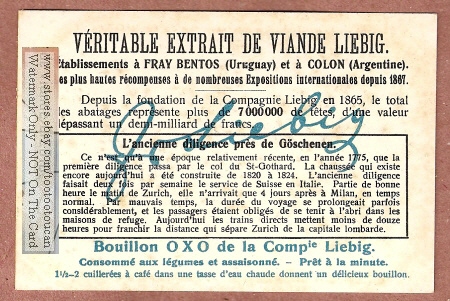 VÉRITABLE EXTRAIT DE VIANDE LIEBIG.
Établissements à FRAY BENTOS (Uruguay) et à COLON (Argentine).
Les plus hautes récompenses à de nombreuses Expositions internationales depuis 1867.
Depuis la fondation de la Compagnie Liebig en 1865, le total
des abatages représente plus de 7000000 de têtes, d'une valeur
dépassant un demi-milliard de francs.
L'ancienne diligence près de Göschenen.
Ce n'est qu'à une époque relativement récente, en l'année 1775, que la
première diligence passa par le col du St-Gothard. La chaussée qui existe
encore aujourd'hui a été construite de 1820 à 1824. L'ancienne diligence
faisait 4 fois par semaine le service de Suisse en Italie. Partie de bonne
heure le matin de Zurich, elle n'arrivait que 4 jours après à Milan, en temps
normal. Par mauvais temps, la durée du voyage se prolongeait parfois
considérablement, et les passagers étaient obligés de se tenir à l'abri dans les
maisons de refuge. Aujourd'hui les trains directs mettent moins de douze
heures pour franchir la distance qui sépare Zurich de la capitale lombarde.
Bouillon OXO de la Compie Liebig.
Consommé aux légumes et assaisonné. – Prêt à la minute.
1½–2 cuillerées à café dans une tasse d'eau chaude donnent un délicieux bouillon.
www.stores.ebay.com/tootootoucan
Watermark Only - NOT On The Card